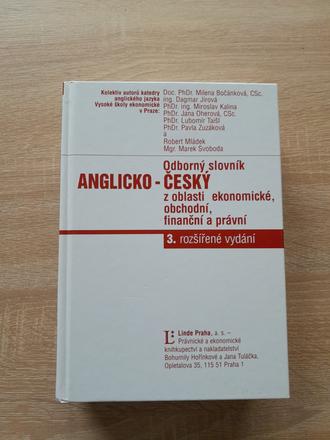 Kolektiv autorů katedry
anglického jazyka
Vysoké školy ekonomické
v Praze:
Doc. PhDr. Milena Bočánková, CSc.
ing. Dagmar Jírová
PhDr. ing. Miroslav Kalina
PhDr. Jana Oherová, CSc.
PhDr. Lubomír Taišl
PhDr. Pavla Zuzáková
a
Robert Mládek
Mgr. Marek Svoboda
Odborný slovník
ANGLICKO-ČESKÝ
z oblasti ekonomické,
obchodní,
finanční a právní
3. rozšířené vydání
Linde Praha, a. s. –
Právnické a ekonomické
knihkupectví a nakladatelství
Bohumily Hořínkové a Jana Tuláčka,
Opletalova 35, 115 51 Praha 1